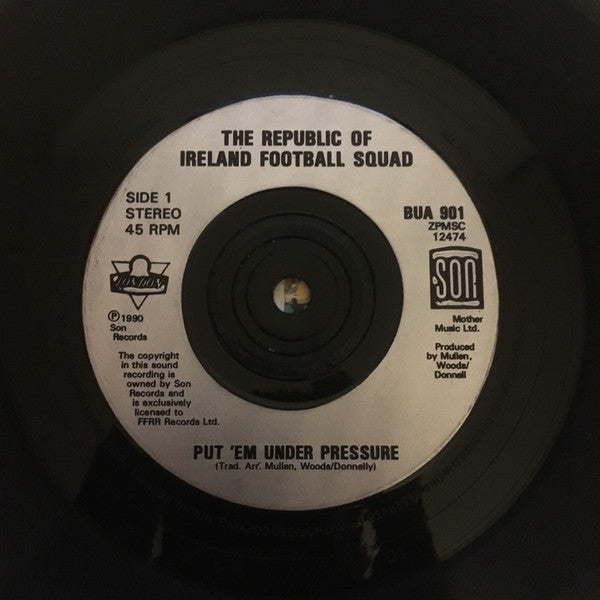 THE REPUBLIC OF
IRELAND FOOTBALL SQUAD
SIDE 1
STEREO
45 RPM
LONDON
℗1990
Son
Records
The copyright
in this sound
recording is
owned by Son
Records and
is exclusively
licensed to
FFRR Records Ltd.
BUA 901
ZPMSC
12474
SON
Mother
Music Ltd.
Produced
by Mullen,
Woods/
Donnell
PUT 'EM UNDER PRESSURE
(Trad. Arr. Mullen, Woods/Donnelly)